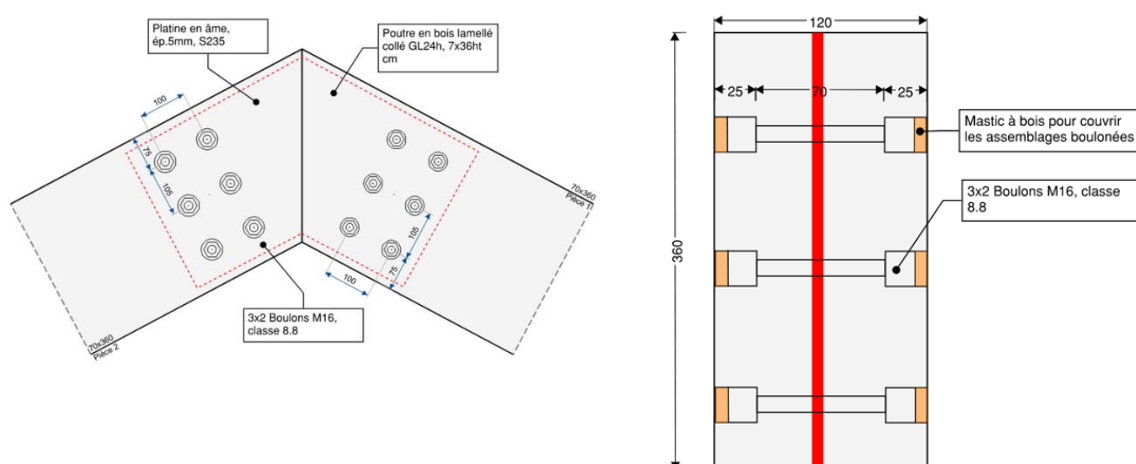 Platine en âme,
ép.5mm, S235
Poutre en bois lamellé
collé GL24h, 7x36ht
cm
100
75
105
70x360
Pièce 1
105
75
100
70x360
Pièce 2
3x2 Boulons M16,
classe 8.8
120
25
70
25
360
Mastic à bois pour couvrir
les assemblages boulonées
3x2 Boulons M16, classe
8.8